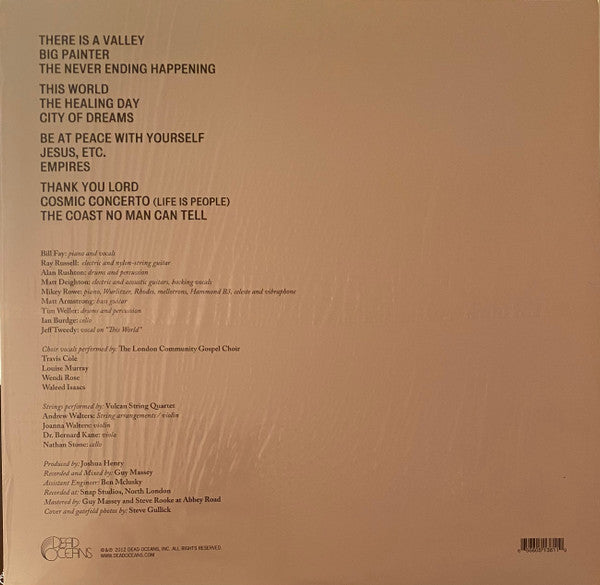 THERE IS A VALLEY
BIG PAINTER
THE NEVER ENDING HAPPENING
THIS WORLD
THE HEALING DAY
CITY OF DREAMS
BE AT PEACE WITH YOURSELF
JESUS, ETC.
EMPIRES
THANK YOU LORD
COSMIC CONCERTO (LIFE IS PEOPLE)
THE COAST NO MAN CAN TELL
Bill Fay: piano and vocals
Ray Russell: electric and nylon-string guitar
Alan Rushton: drums and percussion
Matt Deighton: electric and acoustic guitars, backing vocals
Mikey Rowe: piano, Wurlitzer, Rhodes, mellotrons, Hammond B3, celeste and vibraphone
Matt Armstrong: bass guitar
Tim Weller: drums and percussion
Ian Burdge: cello
Jeff Tweedy: vocal on "This World"
Choir vocals performed by: The London Community Gospel Choir
Travis Cole
Louise Murray
Wendi Rose
Waleed Isaacs
Strings performed by: Vulcan String Quartet
Andrew Walters: String arrangements / violin
Joanna Walters: violin
Dr. Bernard Kane: viola
Nathan Stone: cello
Produced by: Joshua Henry
Recorded and Mixed by: Guy Massey
Assistant Engineer: Ben Mclusky
Recorded at: Snap Studios, North London
Mastered by: Guy Massey and Steve Rooke at Abbey Road
Cover and gatefold photos by: Steve Gullick
DEAD OCEANS
℗&© 2012 DEAD OCEANS, INC. ALL RIGHTS RESERVED.
WWW.DEADOCEANS.COM